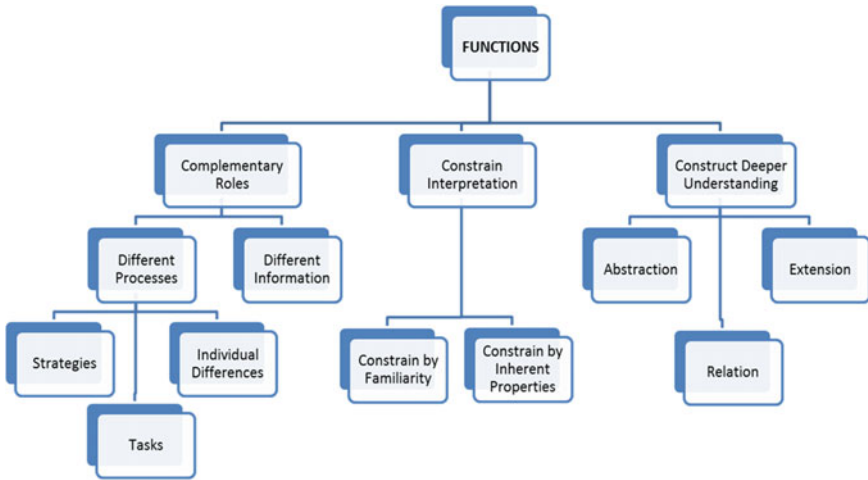 FUNCTIONS
Complementary
Roles
Constrain
Interpretation
Construct Deeper
Understanding
Different
Processes
Different
Information
Abstraction
Extension
Strategies
Individual
Differences
Constrain by
Familiarity
Constrain by
Inherent
Properties
Relation
Tasks